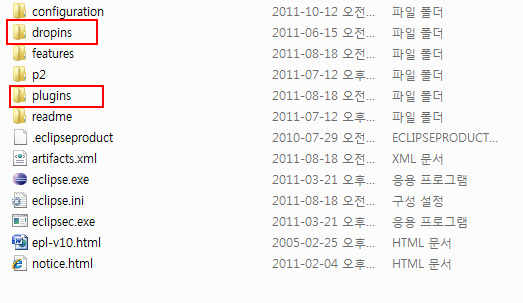 configuration 2011-10-12 오전... 파일 폴더
dropins 2011-06-15 오전... 파일 폴더
features 2011-08-18 오전... 파일 폴더
p2 2011-07-12 오후... 파일 폴더
plugins 2011-08-18 오전... 파일 폴더
readme 2011-07-12 오후... 파일 폴더
.eclipseproduct 2010-07-29 오전... ECLIPSEPRODUCT...
artifacts.xml 2011-08-18 오전... XML 문서
eclipse.exe 2011-03-21 오후... 응용 프로그램
eclipse.ini 2011-08-18 오전... 구성 설정
eclipsec.exe 2011-03-21 오후... 응용 프로그램
epl-v10.html 2005-02-25 오후... HTML 문서
notice.html 2011-02-04 오후... HTML 문서